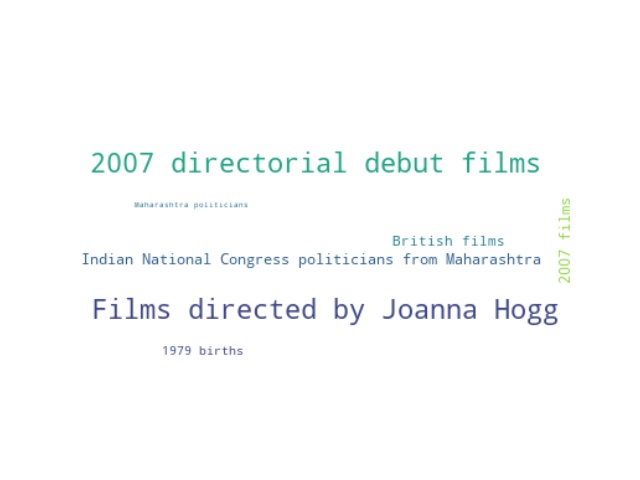 2007 directorial debut films
Maharashtra politicians
2007 films
British films
Indian National Congress politicians from Maharashtra
Films directed by Joanna Hogg
1979 births